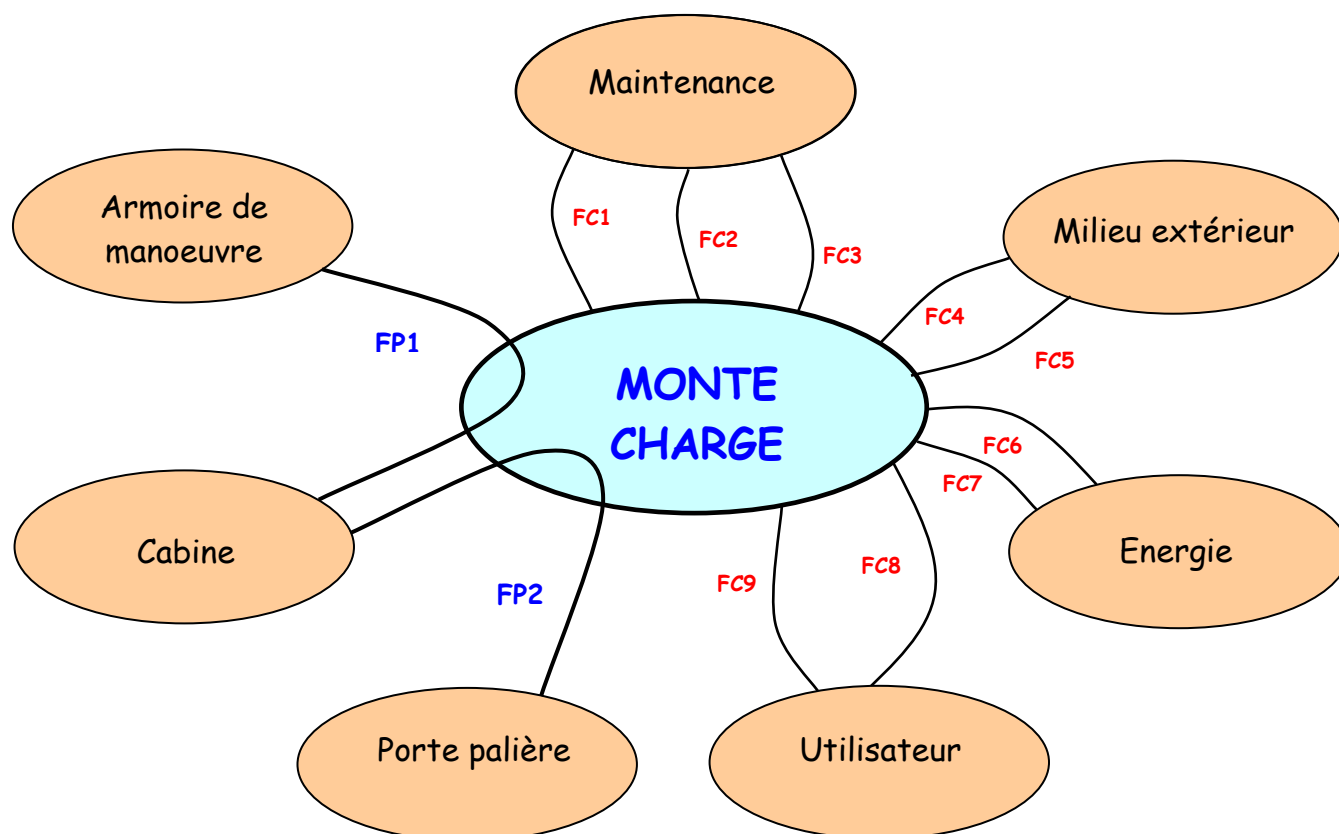 Maintenance
Armoire de
manoeuvre
Milieu extérieur
FC1
FC2
FC3
FC4
FP1
FC5
MONTE
CHARGE
FC6
FC7
Cabine
Energie
FC8
FC9
FP2
Porte palière
Utilisateur